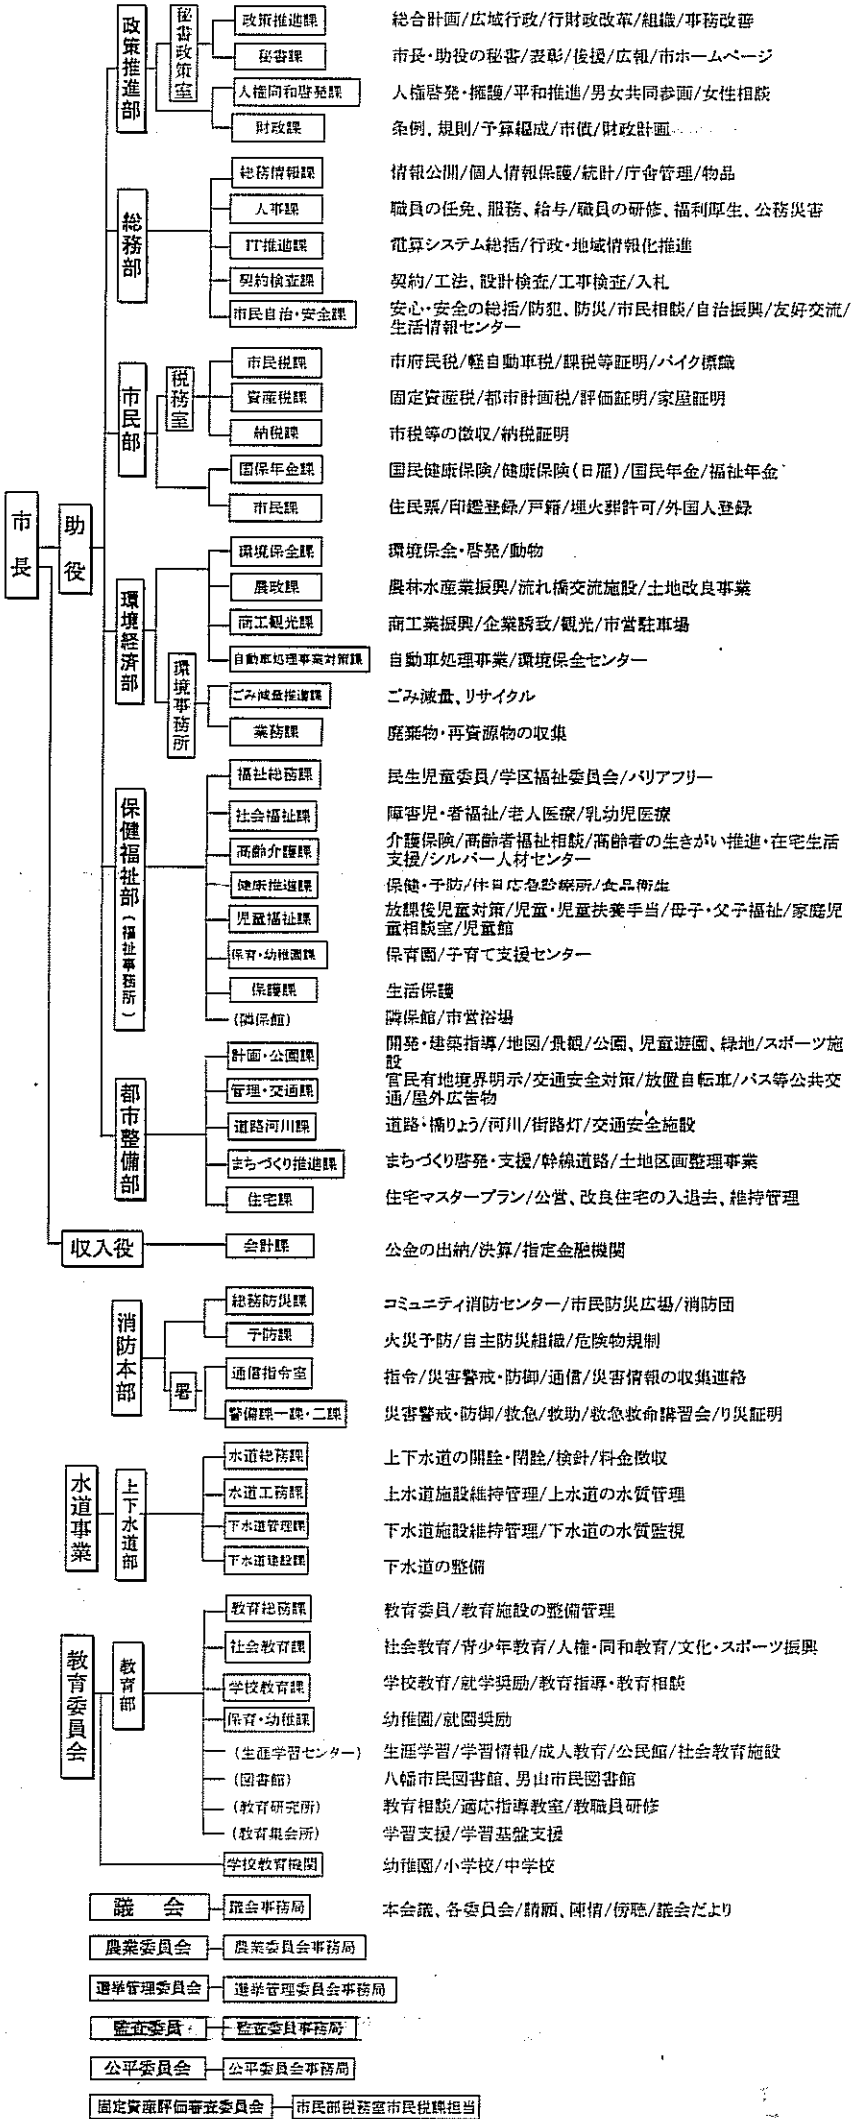 市長
助役
政策推進部
秘書政策室
政策推進課 総合計画/広域行政/行財政改革/組織/事務改善
秘書課 市長・助役の秘書/表彰/後援/広報/市ホームページ
人権同和啓発課 人権啓発・擁護/平和推進/男女共同参画/女性相談
財政課 条例、規則/予算編成/市債/財政計画
総務部
総務情報課 情報公開/個人情報保護/統計/庁舎管理/物品
人事課 職員の任免、服務、給与/職員の研修、福利厚生、公務災害
IT推進課 電算システム総括/行政・地域情報化推進
契約検査課 契約/工法、設計検査/工事検査/入札
市民自治・安全課 安心・安全の総括/防犯、防災/市民相談/自治振興/友好交流/
生活情報センター
市民部
税務室
市民税課 市府民税/軽自動車税/課税等証明/バイク標識
資産税課 固定資産税/都市計画税/評価証明/家屋証明
納税課 市税等の徴収/納税証明
国保年金課 国民健康保険/健康保険(日雇)/国民年金/福祉年金
市民課 住民票/印鑑登録/戸籍/埋火葬許可/外国人登録
環境経済部
環境保全課 環境保全・啓発/動物
農政課 農林水産業振興/流れ橋交流施設/土地改良事業
商工観光課 商工業振興/企業誘致/観光/市営駐車場
自動車処理事業対策課 自動車処理事業/環境保全センター
環境事務所
ごみ減量推進課 ごみ減量、リサイクル
業務課 廃棄物・再資源物の収集
保健福祉部(福祉事務所)
福祉総務課 民生児童委員/学区福祉委員会/バリアフリー
社会福祉課 障害児・者福祉/老人医療/乳幼児医療
高齢介護課 介護保険/高齢者福祉相談/高齢者の生きがい推進・在宅生活
支援/シルバー人材センター
健康推進課 保健・予防/休日応急診療所/食品衛生
児童福祉課 放課後児童対策/児童・児童扶養手当/母子・父子福祉/家庭児
童相談室/児童館
保育・幼稚園課 保育園/子育て支援センター
保護課 生活保護
(隣保館) 隣保館/市営浴場
都市整備部
計画・公園課 開発・建築指導/地図/景観/公園、児童遊園、緑地/スポーツ施
設
管理・交通課 官民有地境界明示/交通安全対策/放置自転車/バス等公共交
通/屋外広告物
道路河川課 道路・橋りょう/河川/街路灯/交通安全施設
まちづくり推進課 まちづくり啓発・支援/幹線道路/土地区画整理事業
住宅課 住宅マスタープラン/公営、改良住宅の入退去、維持管理
収入役 会計課 公金の出納/決算/指定金融機関
消防本部
総務防災課 コミュニティ消防センター/市民防災広場/消防団
予防課 火災予防/自主防災組織/危険物規制
署
通信指令室 指令/災害警戒・防御/通信/災害情報の収集連絡
警備課一課・二課 災害警戒・防御/救急/救助/救急救命講習会/り災証明
水道事業
上下水道部
水道総務課 上下水道の開詮・閉詮/検針/料金徴収
水道工務課 上水道施設維持管理/上水道の水質管理
下水道管理課 下水道施設維持管理/下水道の水質監視
下水道建設課 下水道の整備
教育委員会
教育部
教育総務課 教育委員/教育施設の整備管理
社会教育課 社会教育/青少年教育/人権・同和教育/文化・スポーツ振興
学校教育課 学校教育/就学奨励/教育指導・教育相談
保育・幼稚課 幼稚園/就園奨励
(生涯学習センター) 生涯学習/学習情報/成人教育/公民館/社会教育施設
(図書館) 八幡市民図書館、男山市民図書館
(教育研究所) 教育相談/適応指導教室/教職員研修
(教育集会所) 学習支援/学習基盤支援
学校教育機関 幼稚園/小学校/中学校
議会 議会事務局 本会議、各委員会/請願、陳情/傍聴/議会だより
農業委員会 農業委員会事務局
選挙管理委員会 選挙管理委員会事務局
監査委員 監査委員事務局
公平委員会 公平委員会事務局
固定資産評価審査委員会 市民部税務室市民税課担当